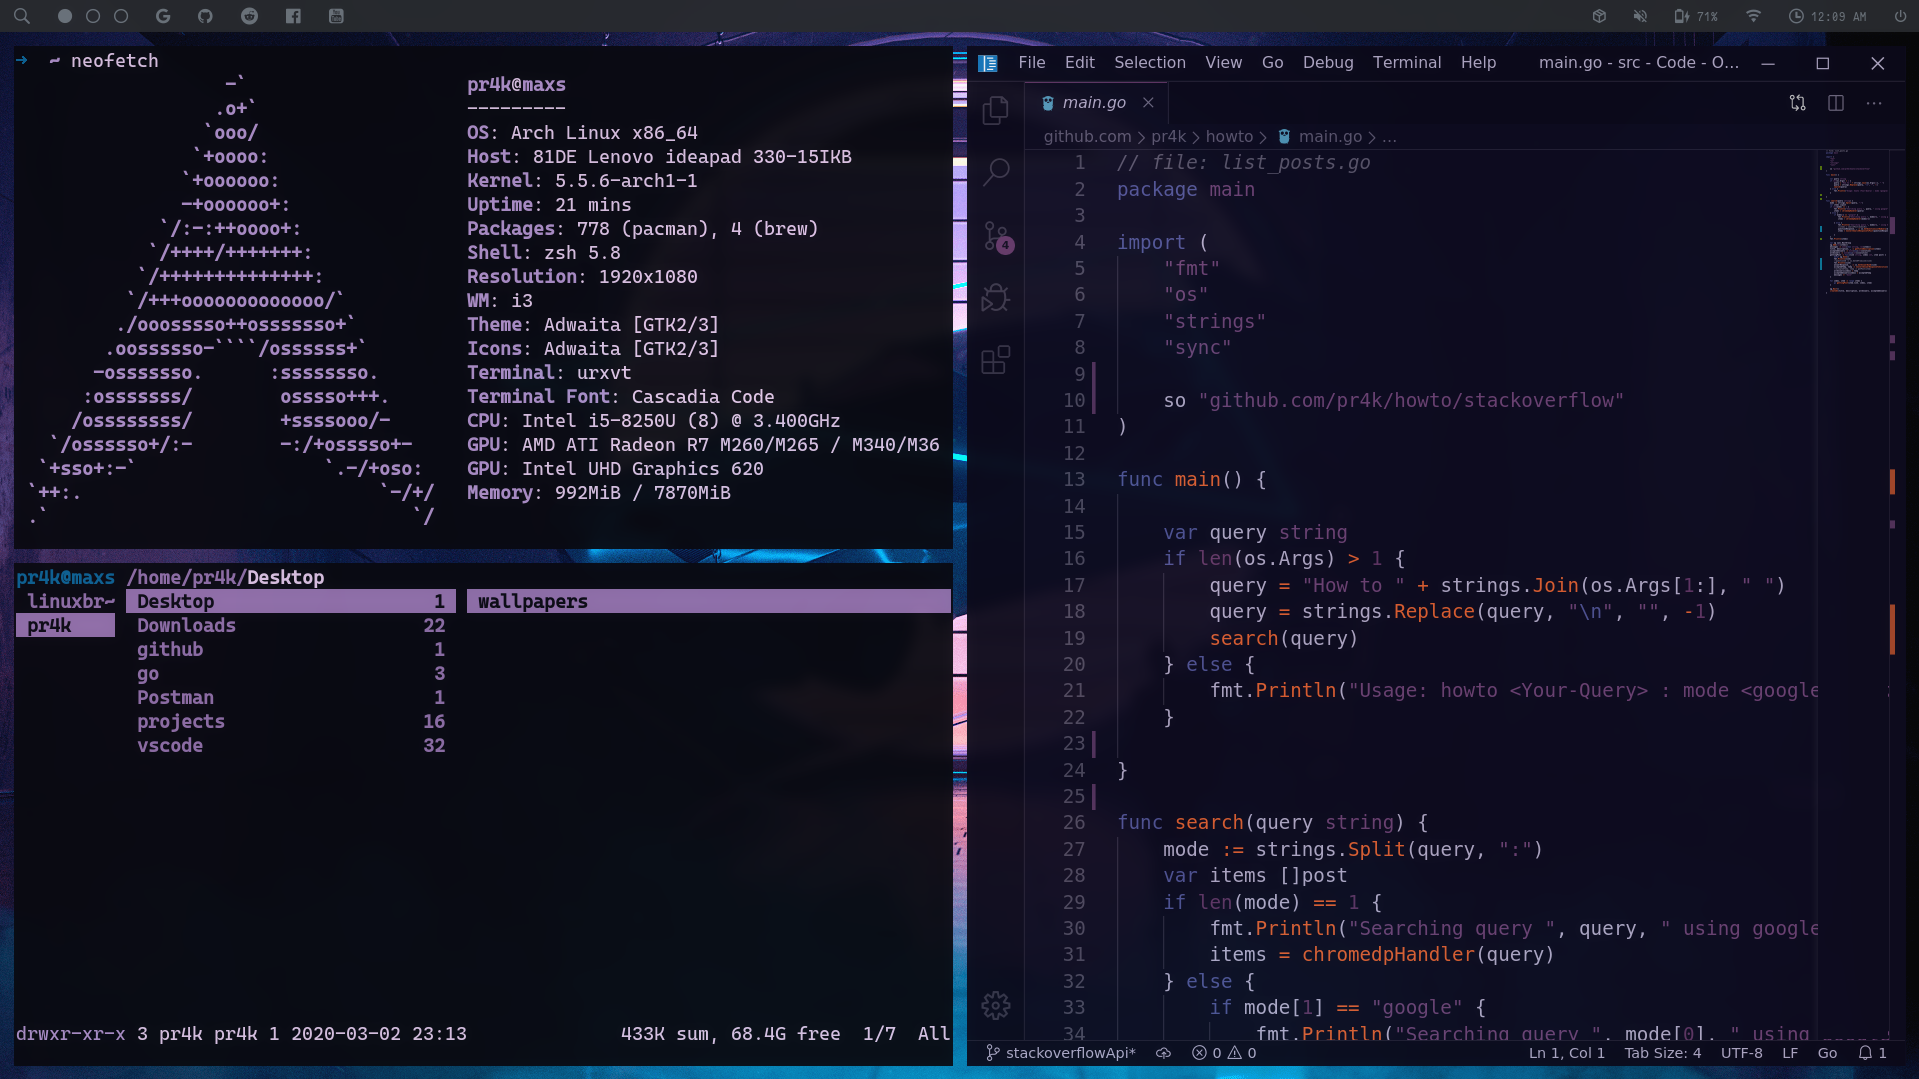 71%
12:09 AM
➜ ~ neofetch
-`
.o+`
`ooo/
`+oooo:
`+oooooo:
-+oooooo+:
`/:-:++oooo+:
`/++++/+++++++:
`/++++++++++++++:
`/+++ooooooooooooo/`
./ooosssso++osssssso+`
.oossssso-````/ossssss+`
-osssssso.      :ssssssso.
:osssssss/        osssso+++.
/ossssssss/        +ssssooo/-
`/ossssso+/:-        -:/+osssso+-
`+sso+:-`                 `.-/+oso:
`++:.                           `-/+/
.`                                 `/
pr4k@maxs
---------
OS: Arch Linux x86_64
Host: 81DE Lenovo ideapad 330-15IKB
Kernel: 5.5.6-arch1-1
Uptime: 21 mins
Packages: 778 (pacman), 4 (brew)
Shell: zsh 5.8
Resolution: 1920x1080
WM: i3
Theme: Adwaita [GTK2/3]
Icons: Adwaita [GTK2/3]
Terminal: urxvt
Terminal Font: Cascadia Code
CPU: Intel i5-8250U (8) @ 3.400GHz
GPU: AMD ATI Radeon R7 M260/M265 / M340/M36
GPU: Intel UHD Graphics 620
Memory: 992MiB / 7870MiB
pr4k@maxs /home/pr4k/Desktop
linuxbr~ Desktop 1 wallpapers
pr4k Downloads 22
github 1
go 3
Postman 1
projects 16
vscode 32
drwxr-xr-x 3 pr4k pr4k 1 2020-03-02 23:13 433K sum, 68.4G free 1/7 All
File Edit Selection View Go Debug Terminal Help main.go - src - Code - O...
main.go
github.com > pr4k > howto > main.go > ...
4
1 // file: list_posts.go
2 package main
3
4 import (
5 "fmt"
6 "os"
7 "strings"
8 "sync"
9
10 so "github.com/pr4k/howto/stackoverflow"
11 )
12
13 func main() {
14
15 var query string
16 if len(os.Args) > 1 {
17 query = "How to " + strings.Join(os.Args[1:], " ")
18 query = strings.Replace(query, "\n", "", -1)
19 search(query)
20 } else {
21 fmt.Println("Usage: howto <Your-Query> : mode <google
22 }
23
24 }
25
26 func search(query string) {
27 mode := strings.Split(query, ":")
28 var items []post
29 if len(mode) == 1 {
30 fmt.Println("Searching query ", query, " using google
31 items = chromedpHandler(query)
32 } else {
33 if mode[1] == "google" {
34 fmt.Println("Searching query ", mode[0], " using
stackoverflowApi* 0 0 Ln 1, Col 1 Tab Size: 4 UTF-8 LF Go 1